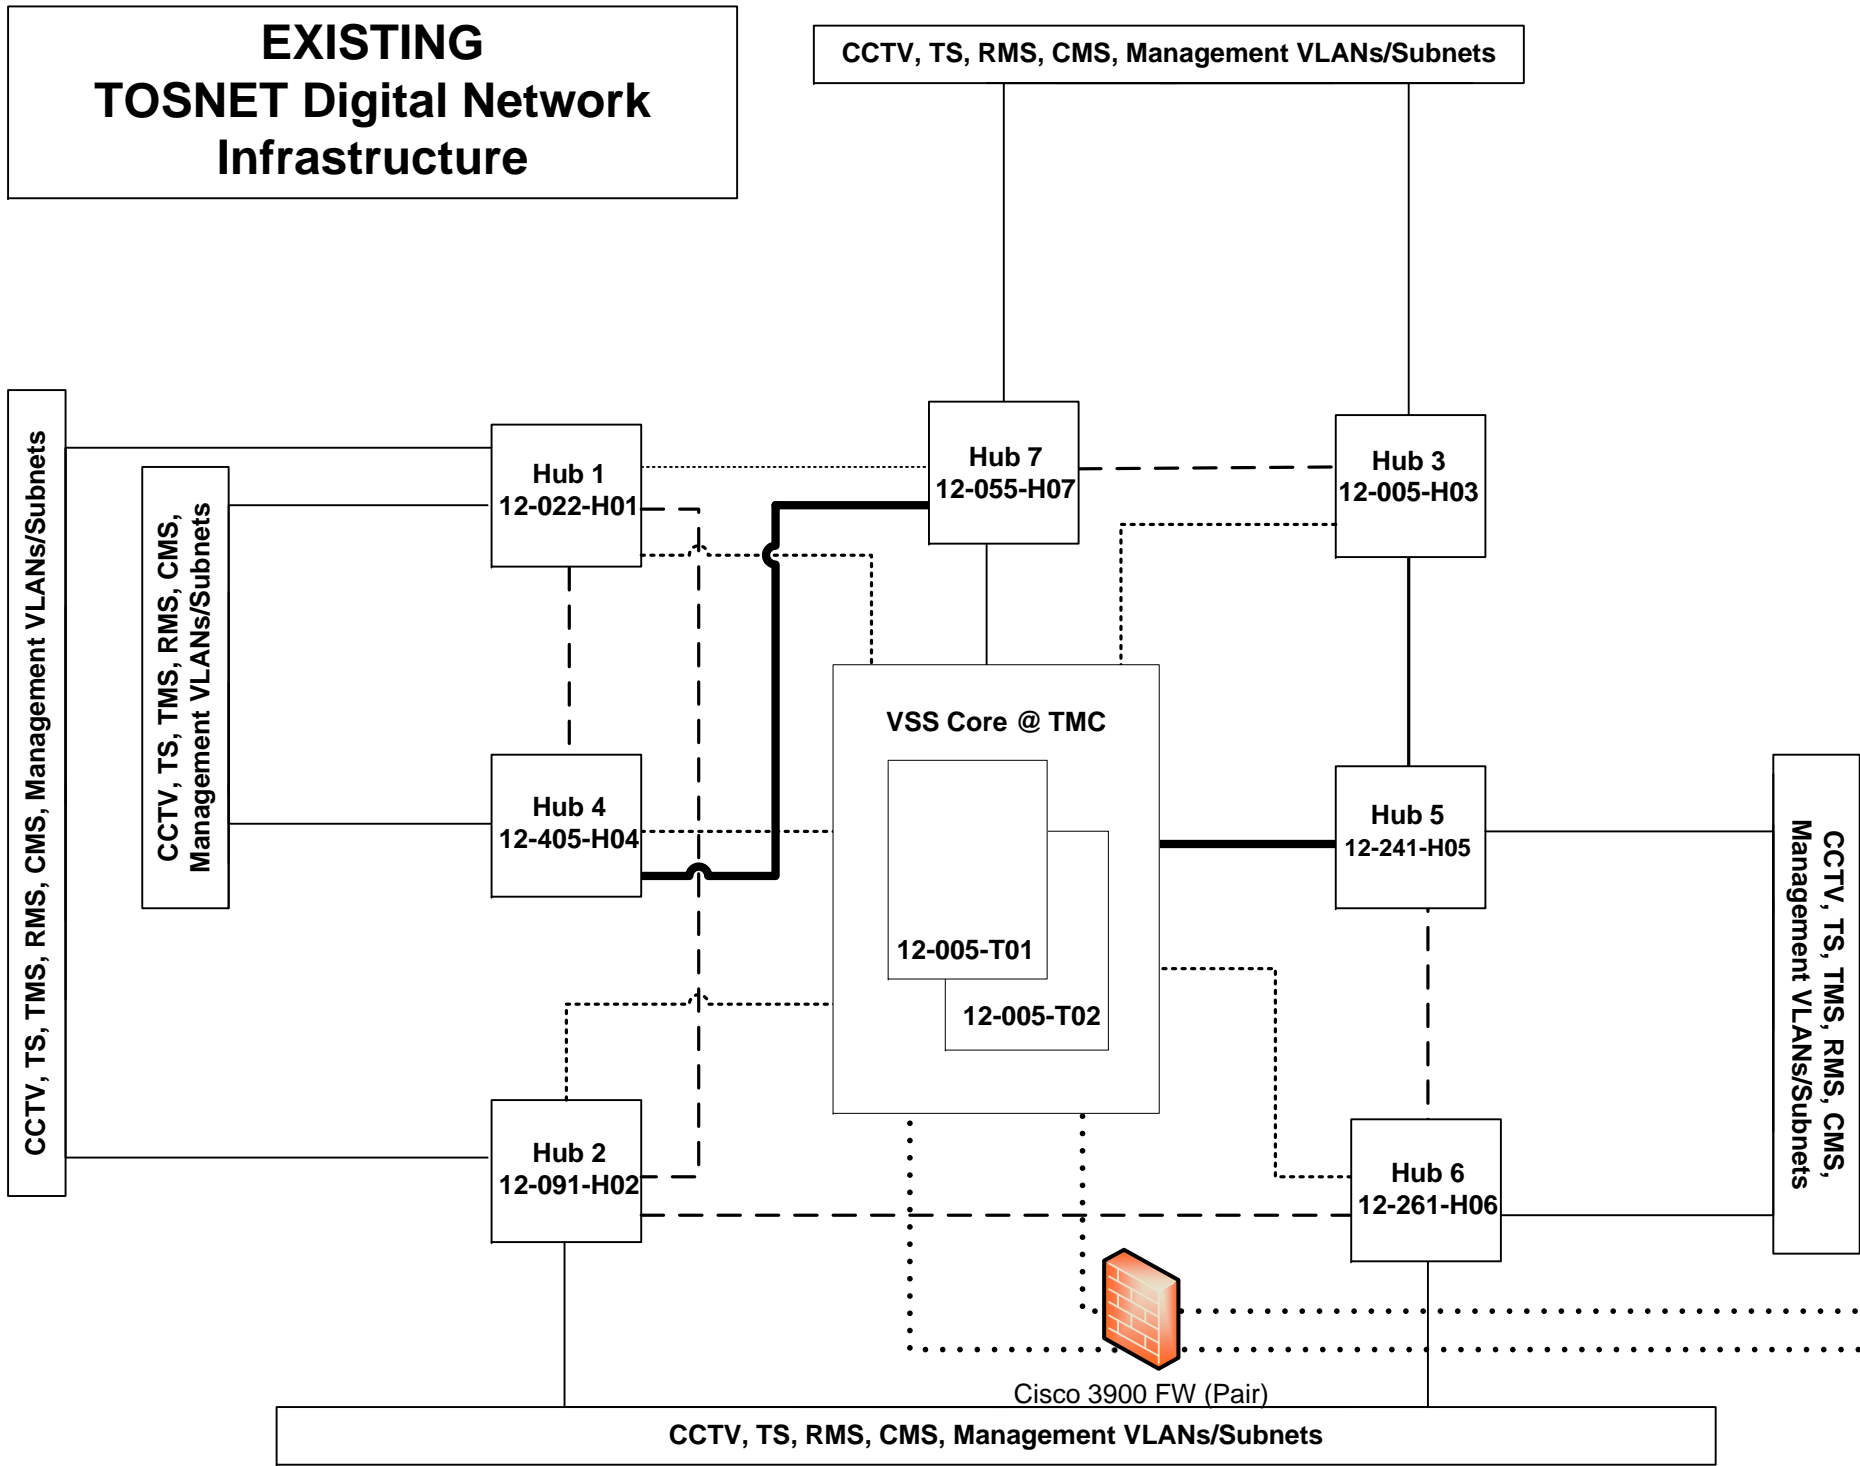 EXISTING
TOSNET Digital Network
Infrastructure
CCTV, TS, RMS, CMS, Management VLANs/Subnets
CCTV, TS, TMS, RMS, CMS, Management VLANs/Subnets
CCTV, TS, TMS, RMS, CMS,
Management VLANs/Subnets
Hub 1
12-022-H01
Hub 7
12-055-H07
Hub 3
12-005-H03
VSS Core @ TMC
12-005-T01
12-005-T02
Hub 4
12-405-H04
Hub 5
12-241-H05
CCTV, TS, TMS, RMS, CMS,
Management VLANs/Subnets
Hub 2
12-091-H02
Hub 6
12-261-H06
Cisco 3900 FW (Pair)
CCTV, TS, RMS, CMS, Management VLANs/Subnets